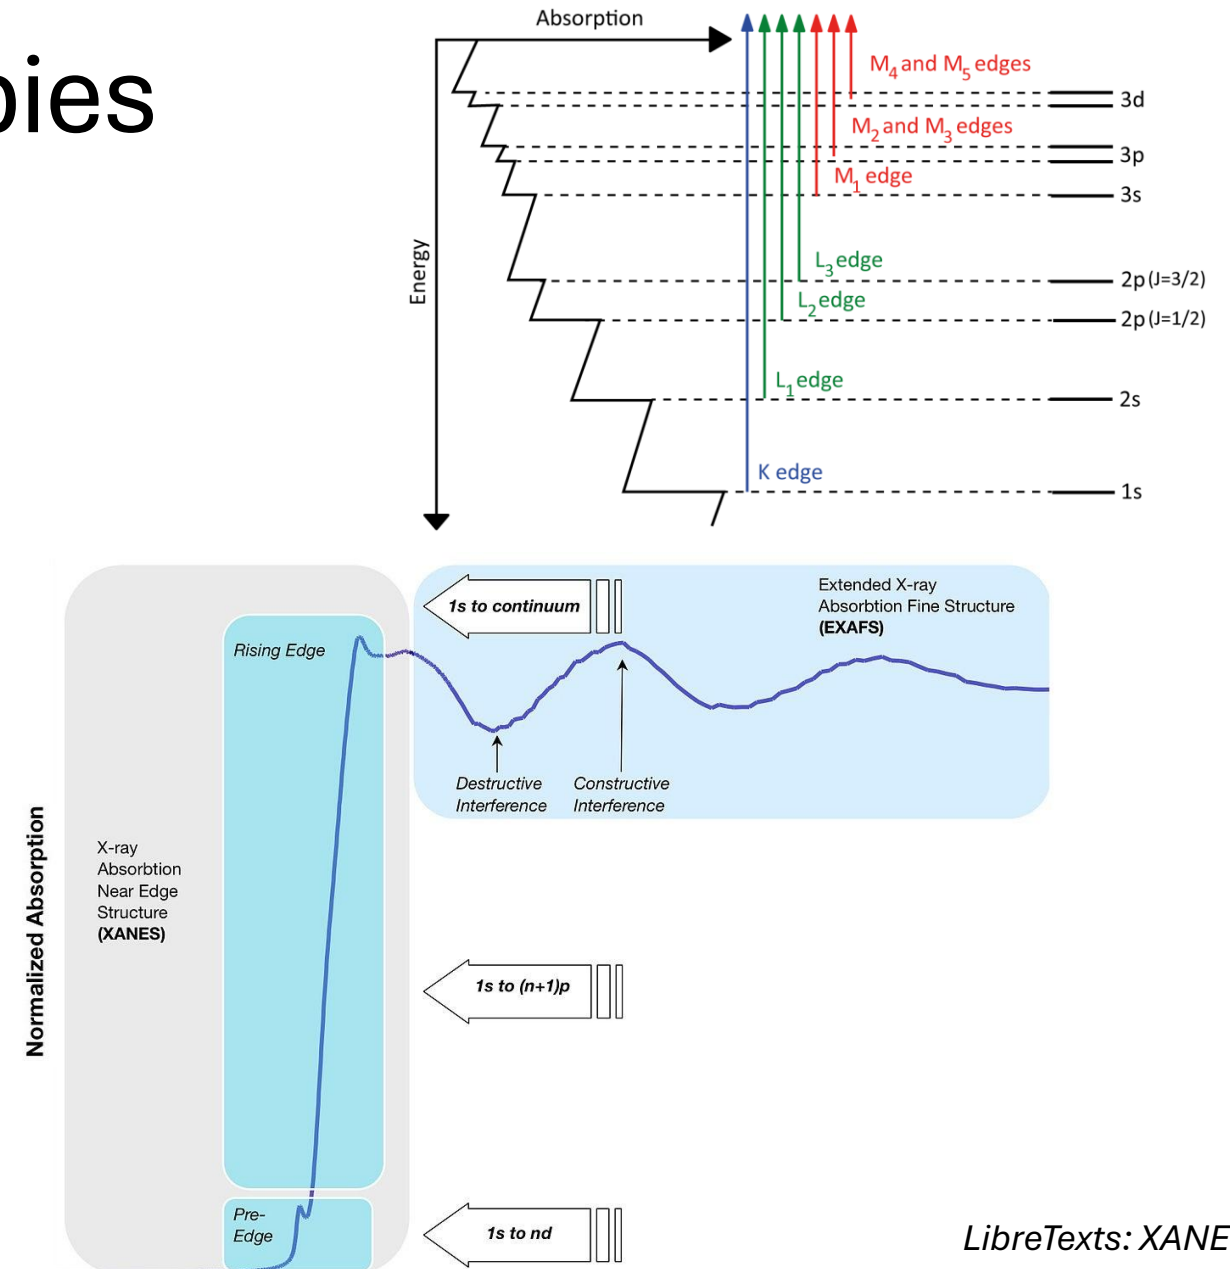 pies
Absorption
Energy
M4 and M5 edges
3d
M2 and M3 edges
3p
M1 edge
3s
L3 edge
2p (J=3/2)
L2 edge
2p (J=1/2)
L1 edge
2s
K edge
1s
1s to continuum
Extended X-ray
Absorbtion Fine Structure
(EXAFS)
Rising Edge
Destructive
Interference
Constructive
Interference
Normalized Absorption
X-ray
Absorbtion
Near Edge
Structure
(XANES)
1s to (n+1)p
Pre-
Edge
1s to nd
LibreTexts: XANE